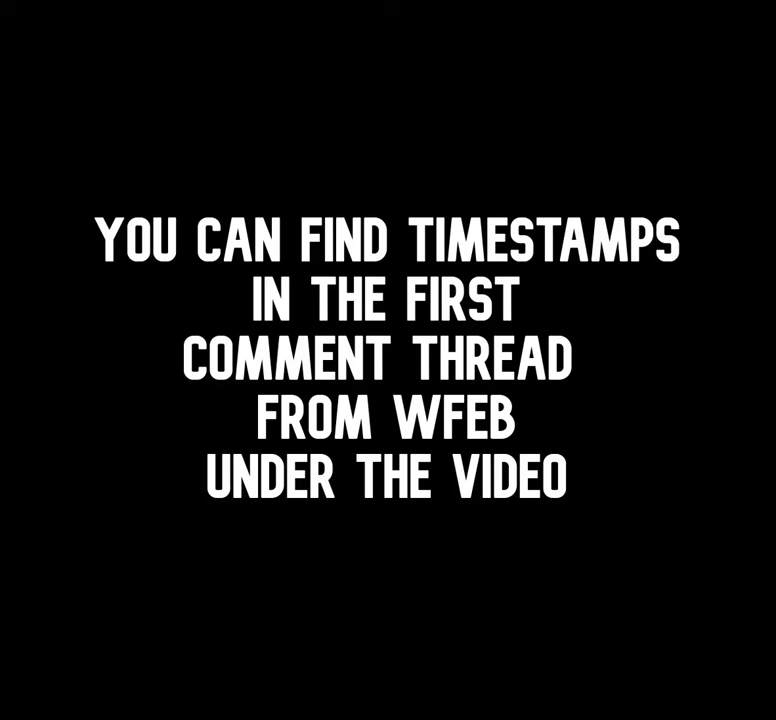 YOU CAN FIND TIMESTAMPS
IN THE FIRST
COMMENT THREAD
FROM WFEB
UNDER THE VIDEO